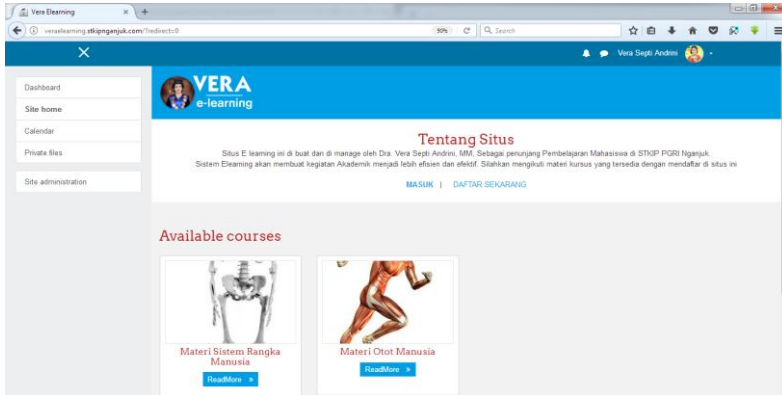 Vera Elearning
veraelearning.stkipnganjuk.com/?redirect=0
90%
Search
Vera Septi Andrini
Dashboard
Site home
Calendar
Private files
Site administration
VERA
e-learning
Tentang Situs
Situs E learning ini di buat dan di manage oleh Dra. Vera Septi Andrini, MM, Sebagai penunjang Pembelajaran Mahasiswa di STKIP PGRI Nganjuk.
Sistem Elearning akan membuat kegiatan Akademik menjadi lebih efisien dan efektif. Silahkan mengikuti materi kursus yang tersedia dengan mendaftar di situs ini
MASUK | DAFTAR SEKARANG
Available courses
Materi Sistem Rangka
Manusia
ReadMore »
Materi Otot Manusia
ReadMore »